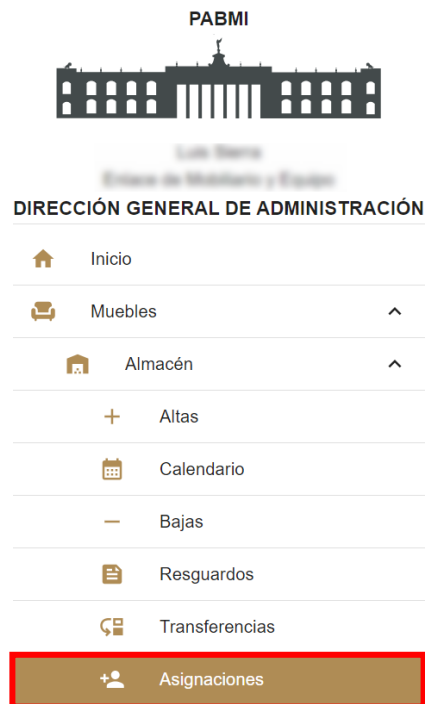 PABMI
DIRECCIÓN GENERAL DE ADMINISTRACIÓN
Inicio
Muebles
Almacén
Altas
Calendario
Bajas
Resguardos
Transferencias
Asignaciones